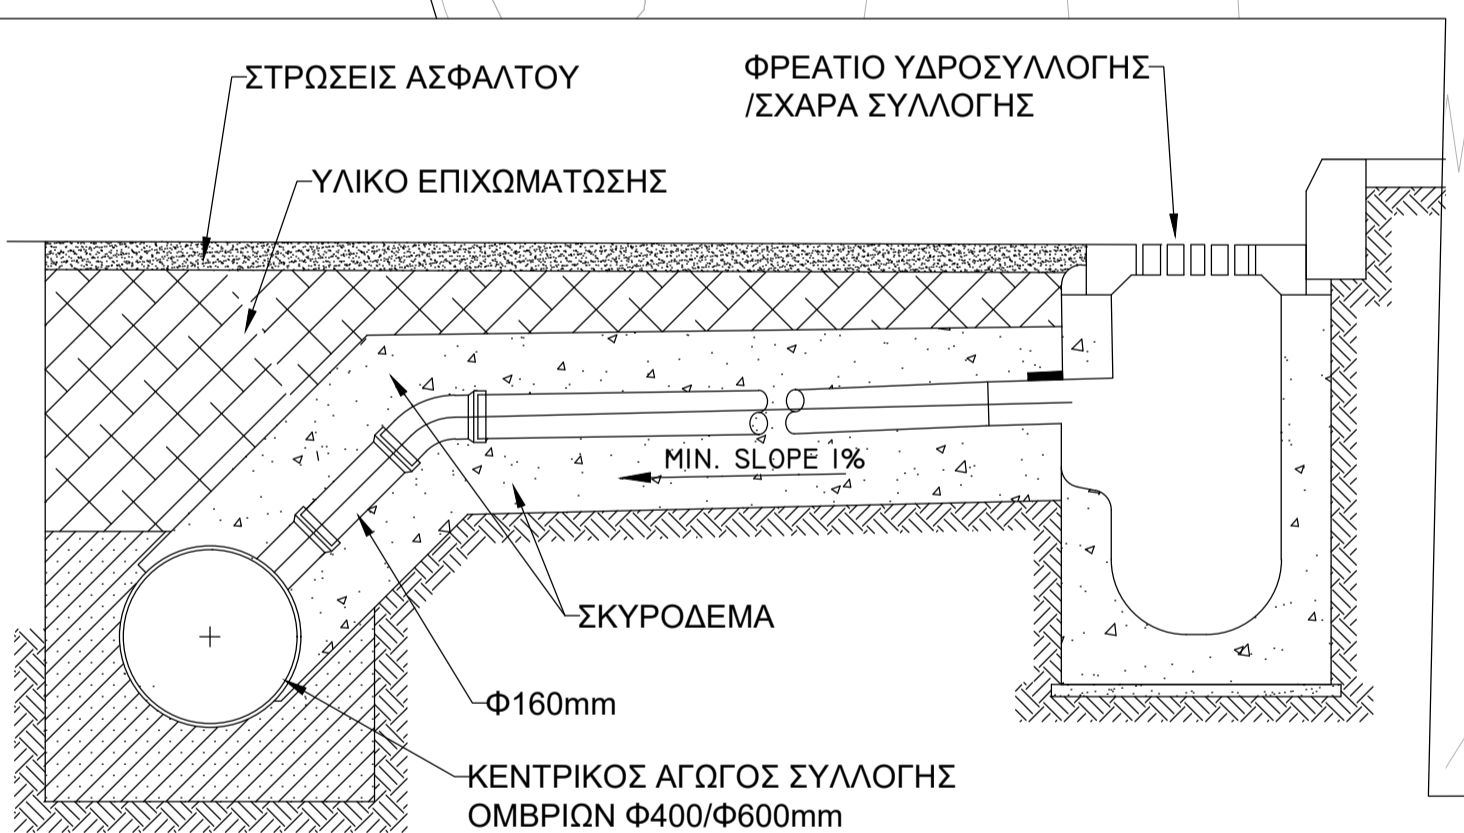 ΣΤΡΩΣΕΙΣ ΑΣΦΑΛΤΟΥ
ΦΡΕΑΤΙΟ ΥΔΡΟΣΥΛΛΟΓΗΣ
/ΣΧΑΡΑ ΣΥΛΛΟΓΗΣ
ΥΛΙΚΟ ΕΠΙΧΩΜΑΤΩΣΗΣ
MIN. SLOPE 1%
ΣΚΥΡΟΔΕΜΑ
Φ160mm
ΚΕΝΤΡΙΚΟΣ ΑΓΩΓΟΣ ΣΥΛΛΟΓΗΣ
ΟΜΒΡΙΩΝ Φ400/Φ600mm